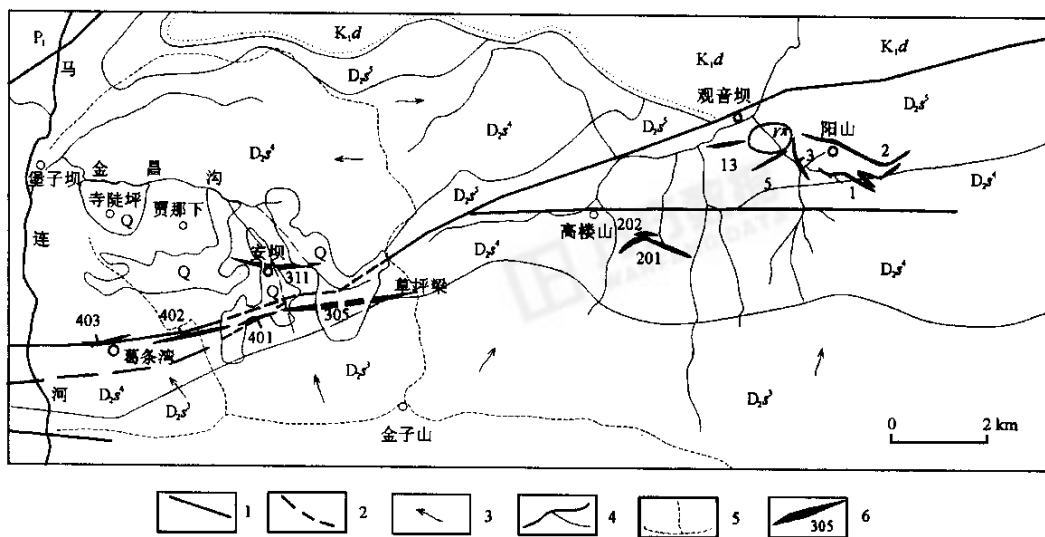 P₁
K₁d
K₁d
K₁d
马
D₂s⁵
D₂s⁵
观音坝
D₂s⁴
D₂s⁵
γπ
阳山
D₂s⁴
3
2
13
堡子坝
金昌沟
5
1
D₂s⁴
寺陡坪
贾那下
D₂s⁵
Q
连
高楼山
202
安坝
Q
D₂s⁴
201
D₂s⁴
Q
311
Q
草坪梁
403
402
305
401
葛条湾
D₂s³
河
D₂s⁴
D₂s³
D₂s³
金子山
0 2 km
1
2
3
4
5
305
6